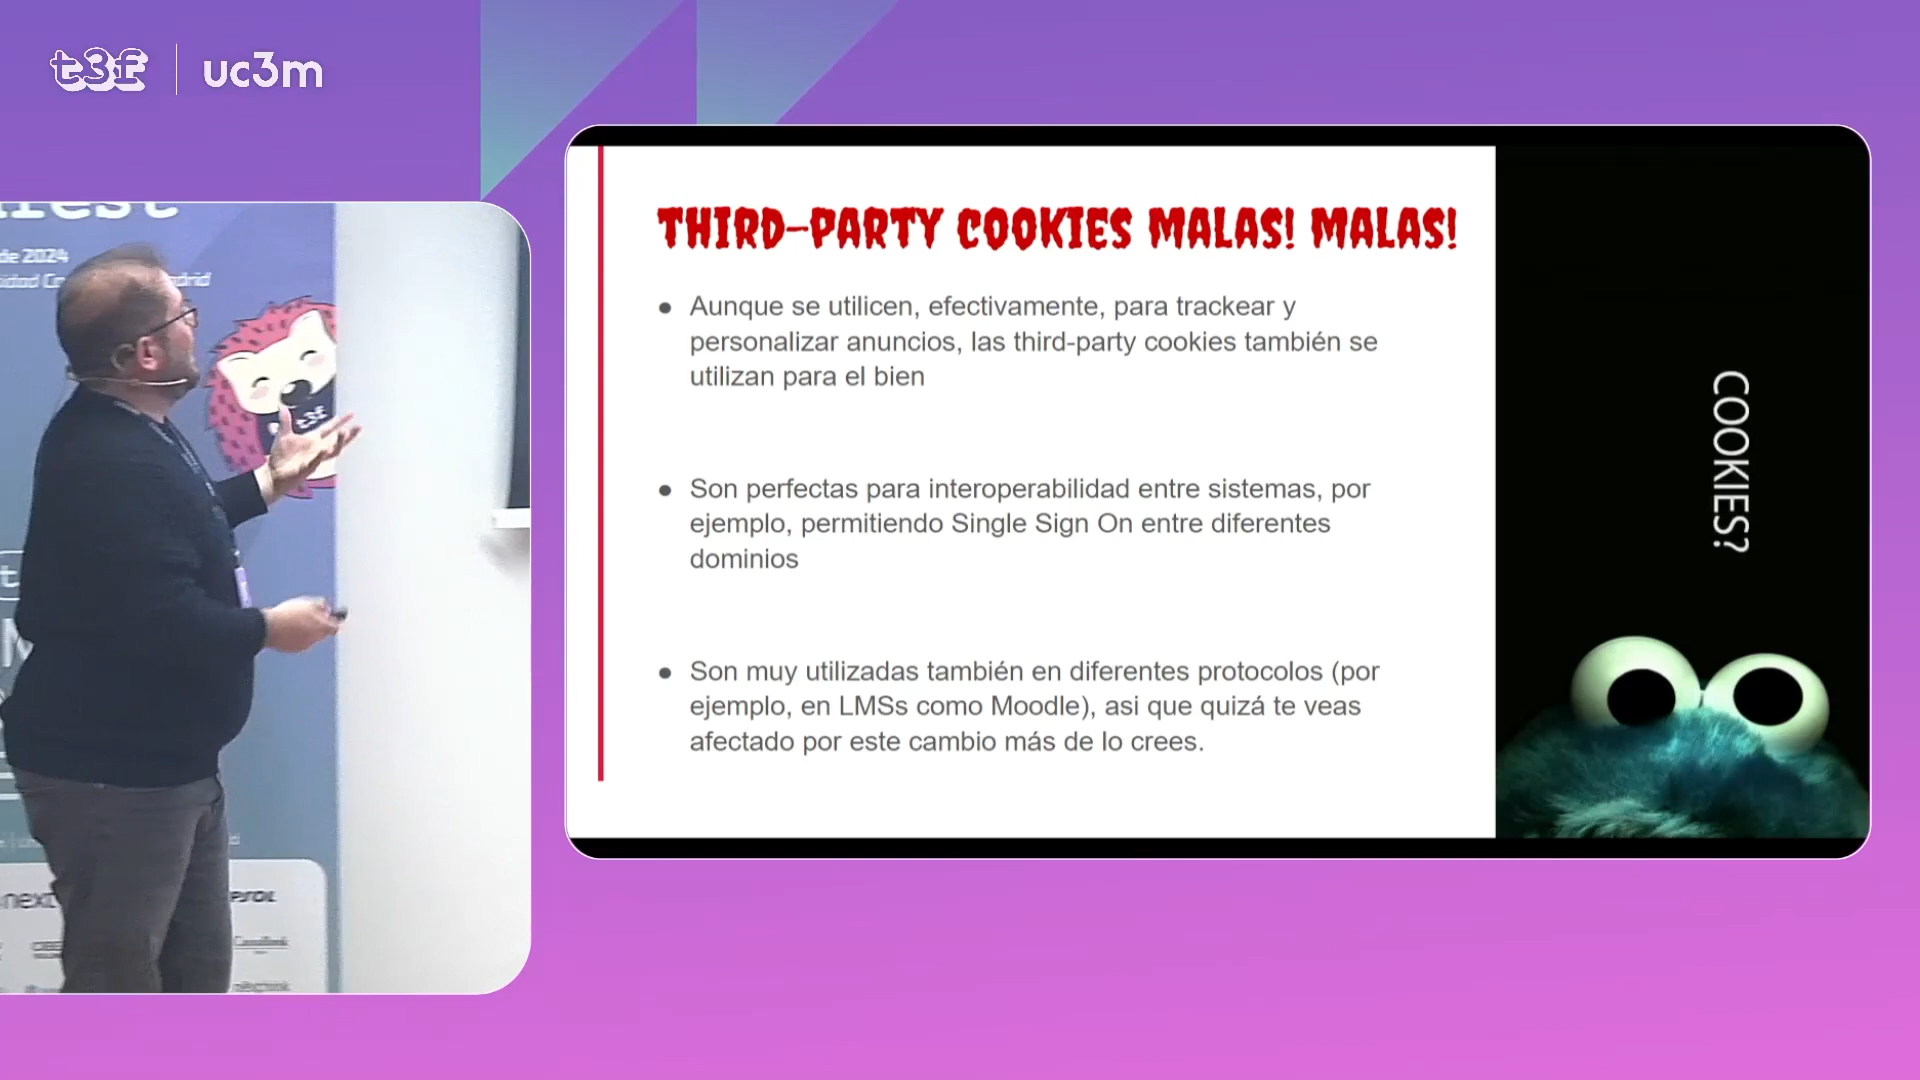 t3f
uc3m
de 2024
t3f
next
THIRD-PARTY COOKIES MALAS! MALAS!
● Aunque se utilicen, efectivamente, para trackear y
personalizar anuncios, las third-party cookies también se
utilizan para el bien
● Son perfectas para interoperabilidad entre sistemas, por
ejemplo, permitiendo Single Sign On entre diferentes
dominios
● Son muy utilizadas también en diferentes protocolos (por
ejemplo, en LMSs como Moodle), asi que quizá te veas
afectado por este cambio más de lo crees.
COOKIES?